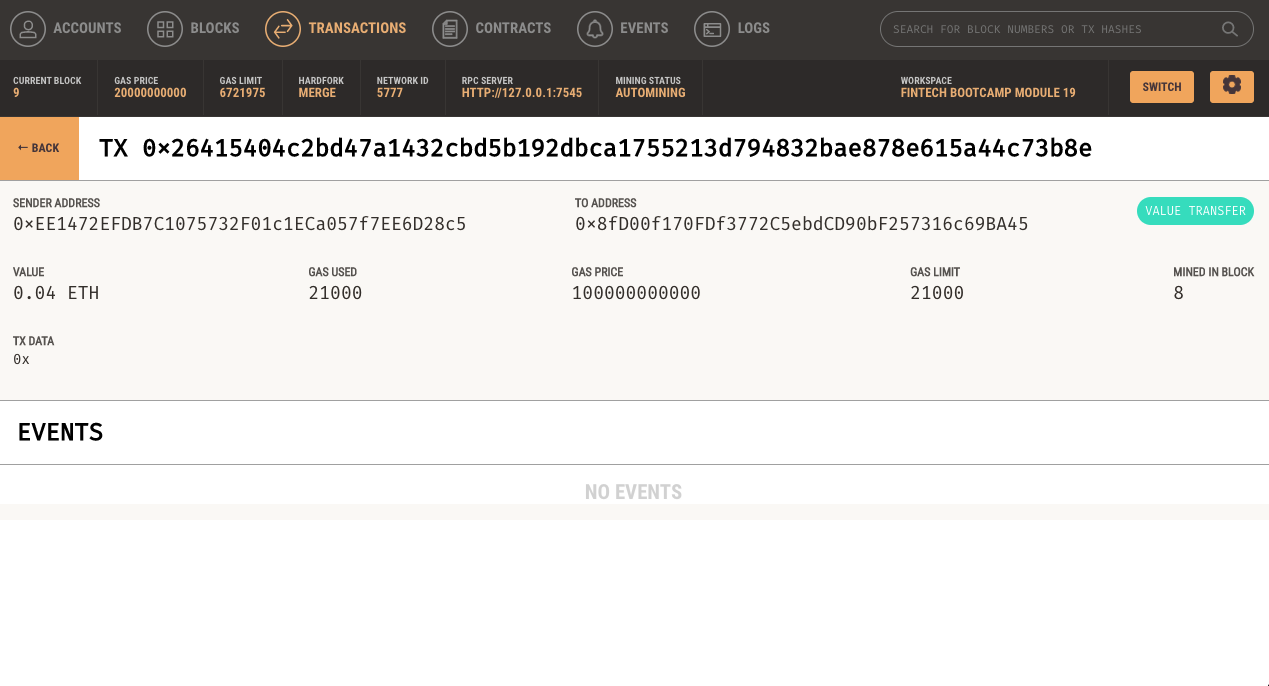 ACCOUNTS BLOCKS TRANSACTIONS CONTRACTS EVENTS LOGS SEARCH FOR BLOCK NUMBERS OR TX HASHES
CURRENT BLOCK GAS PRICE GAS LIMIT HARDFORK NETWORK ID RPC SERVER MINING STATUS WORKSPACE
9 20000000000 6721975 MERGE 5777 HTTP://127.0.0.1:7545 AUTOMINING FINTECH BOOTCAMP MODULE 19 SWITCH
← BACK TX 0×26415404c2bd47a1432cbd5b192dbca1755213d794832bae878e615a44c73b8e
SENDER ADDRESS TO ADDRESS
0×EE1472EFDB7C1075732F01c1ECa057f7EE6D28c5 0×8fD00f170FDf3772C5ebdCD90bF257316c69BA45 VALUE TRANSFER
VALUE GAS USED GAS PRICE GAS LIMIT MINED IN BLOCK
0.04 ETH 21000 100000000000 21000 8
TX DATA
0x
EVENTS
NO EVENTS